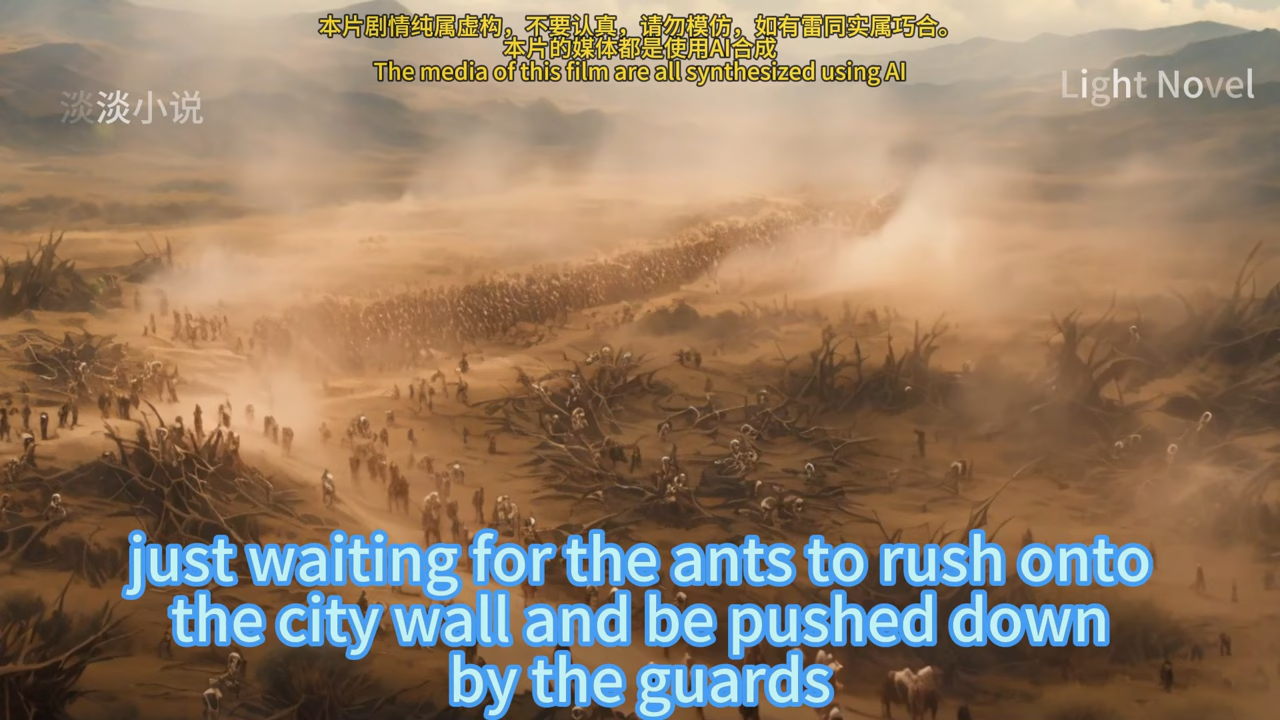 本片剧情纯属虚构，不要认真，请勿模仿，如有雷同实属巧合。
本片的媒体都是使用AI合成
The media of this film are all synthesized using AI
淡淡小说
Light Novel
just waiting for the ants to rush onto
the city wall and be pushed down
by the guards